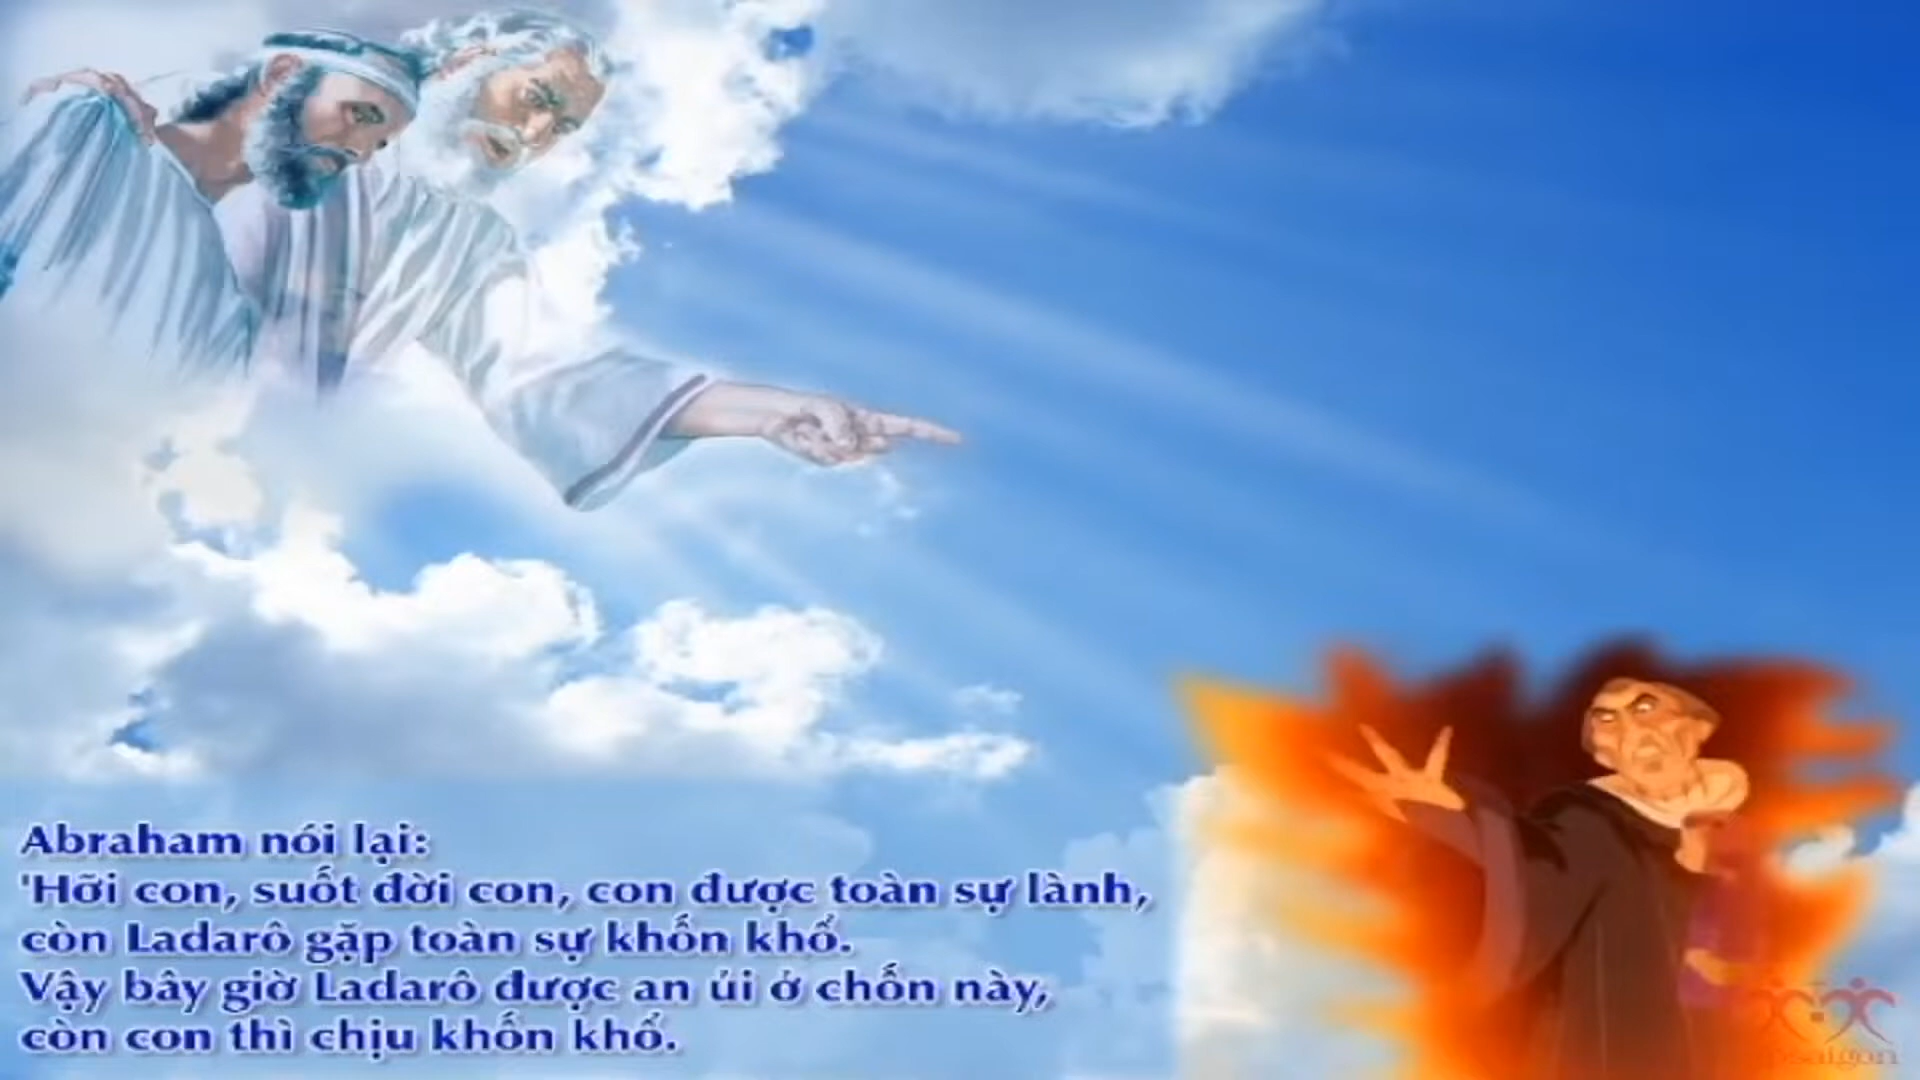 Abraham nói lại:
'Hỡi con, suốt đời con, con được toàn sự lành,
còn Ladarô gặp toàn sự khốn khổ.
Vậy bây giờ Ladarô được an ủi ở chốn này,
còn con thì chịu khốn khổ.